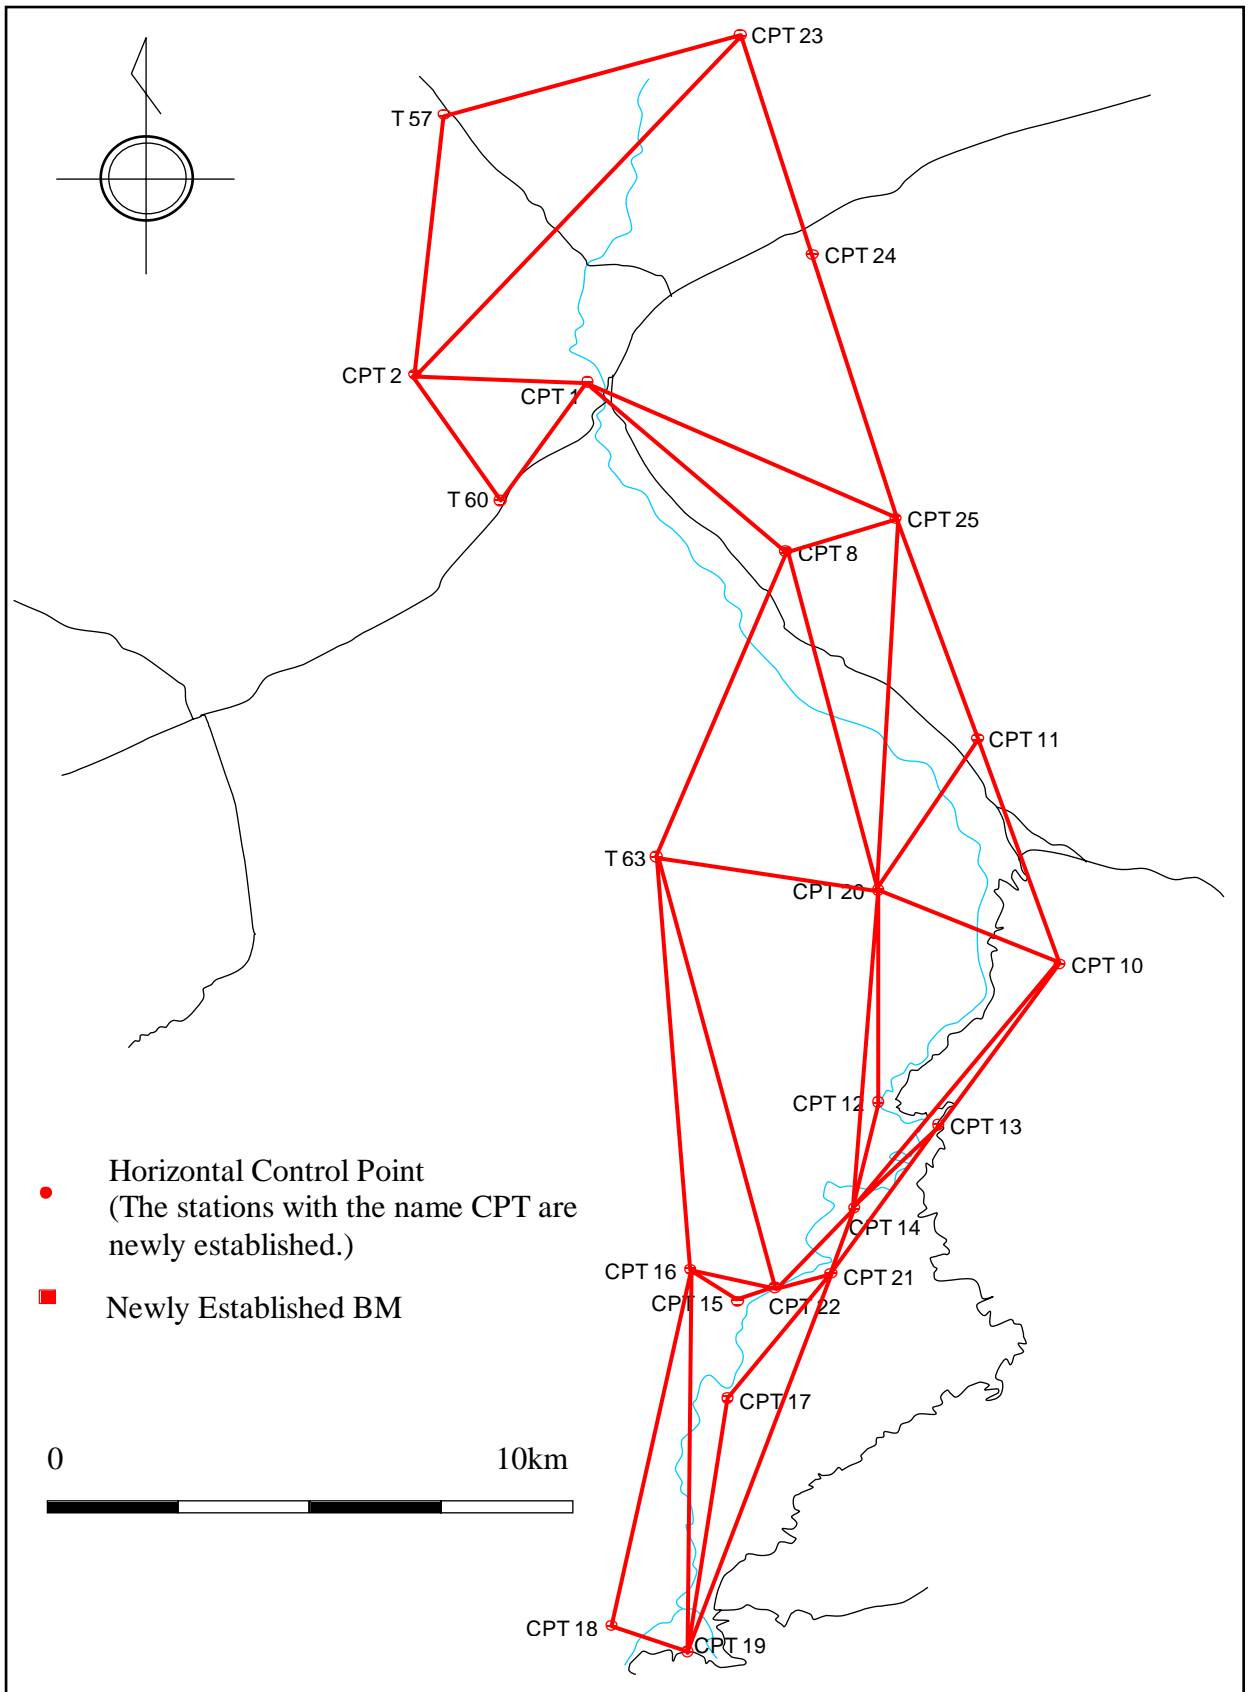 CPT 23
T 57
CPT 24
CPT 2
CPT 1
T 60
CPT 25
CPT 8
CPT 11
T 63
CPT 20
CPT 10
CPT 12
CPT 13
Horizontal Control Point
(The stations with the name CPT are
newly established.)
CPT 14
CPT 16
CPT 21
CPT 15
CPT 22
Newly Established BM
CPT 17
0 10km
CPT 18
CPT 19